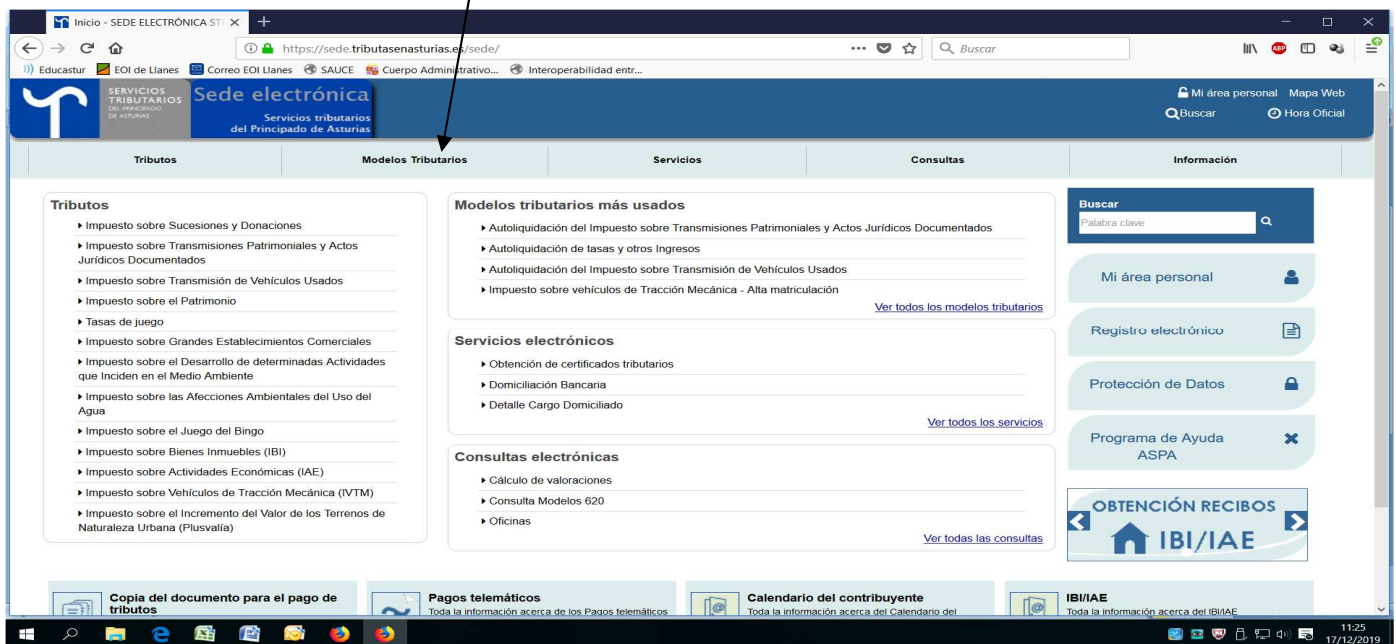 Inicio - SEDE ELECTRÓNICA STI
https://sede.tributasenasturias.es/sede/
Buscar
Educastur EOI de Llanes Correo EOI Llanes SAUCE Cuerpo Administrativo... Interoperabilidad entr...
SERVICIOS
TRIBUTARIOS
DEL PRINCIPADO
DE ASTURIAS
Sede electrónica
Servicios tributarios
del Principado de Asturias
Mi área personal Mapa Web
Buscar Hora Oficial
Tributos Modelos Tributarios Servicios Consultas Información
Tributos
Impuesto sobre Sucesiones y Donaciones
Impuesto sobre Transmisiones Patrimoniales y Actos
Jurídicos Documentados
Impuesto sobre Transmisión de Vehículos Usados
Impuesto sobre el Patrimonio
Tasas de juego
Impuesto sobre Grandes Establecimientos Comerciales
Impuesto sobre el Desarrollo de determinadas Actividades
que Inciden en el Medio Ambiente
Impuesto sobre las Afecciones Ambientales del Uso del
Agua
Impuesto sobre el Juego del Bingo
Impuesto sobre Bienes Inmuebles (IBI)
Impuesto sobre Actividades Económicas (IAE)
Impuesto sobre Vehículos de Tracción Mecánica (IVTM)
Impuesto sobre el Incremento del Valor de los Terrenos de
Naturaleza Urbana (Plusvalía)
Modelos tributarios más usados
Autoliquidación del Impuesto sobre Transmisiones Patrimoniales y Actos Jurídicos Documentados
Autoliquidación de tasas y otros Ingresos
Autoliquidación del Impuesto sobre Transmisión de Vehículos Usados
Impuesto sobre vehículos de Tracción Mecánica - Alta matriculación
Ver todos los modelos tributarios
Servicios electrónicos
Obtención de certificados tributarios
Domiciliación Bancaria
Detalle Cargo Domiciliado
Ver todos los servicios
Consultas electrónicas
Cálculo de valoraciones
Consulta Modelos 620
Oficinas
Ver todas las consultas
Buscar
Palabra clave
Mi área personal
Registro electrónico
Protección de Datos
Programa de Ayuda
ASPA
OBTENCIÓN RECIBOS
IBI/IAE
Copia del documento para el pago de
tributos
Pagos telemáticos
Toda la información acerca de los Pagos telemáticos
Calendario del contribuyente
Toda la información acerca del Calendario del
IBI/IAE
Toda la información acerca del IBI/IAE
11:25
17/12/2019